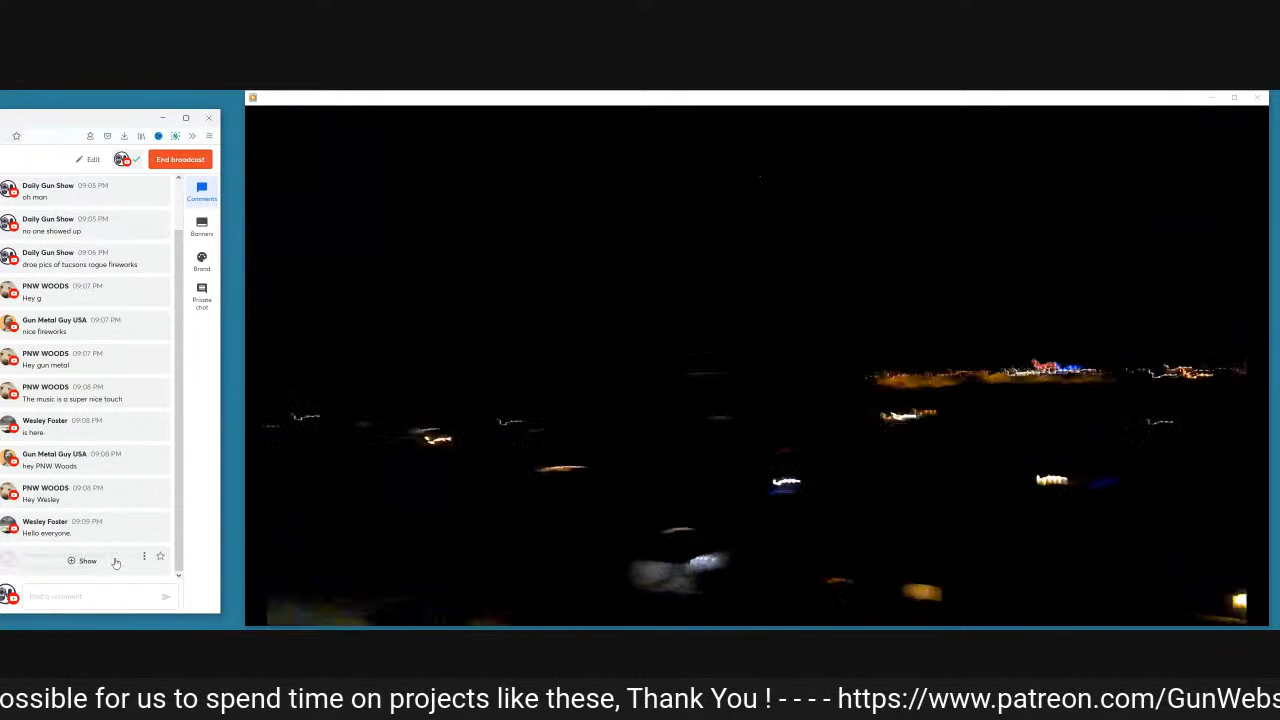 Edit
End broadcast
Daily Gun Show 09:05 PM
oh man
Daily Gun Show 09:05 PM
no one showed up
Daily Gun Show 09:06 PM
droe pics of tucsons rogue fireworks
PNW WOODS 09:07 PM
Hey g
Gun Metal Guy USA 09:07 PM
nice fireworks
PNW WOODS 09:07 PM
Hey gun metal
PNW WOODS 09:08 PM
The music is a super nice touch
Wesley Foster 09:08 PM
is here.
Gun Metal Guy USA 09:08 PM
hey PNW Woods
PNW WOODS 09:08 PM
Hey Wesley
Wesley Foster 09:09 PM
Hello everyone.
Show
Post a comment
Comments
Banners
Brand
Private
chat
ossible for us to spend time on projects like these, Thank You ! - - - - https://www.patreon.com/GunWebs